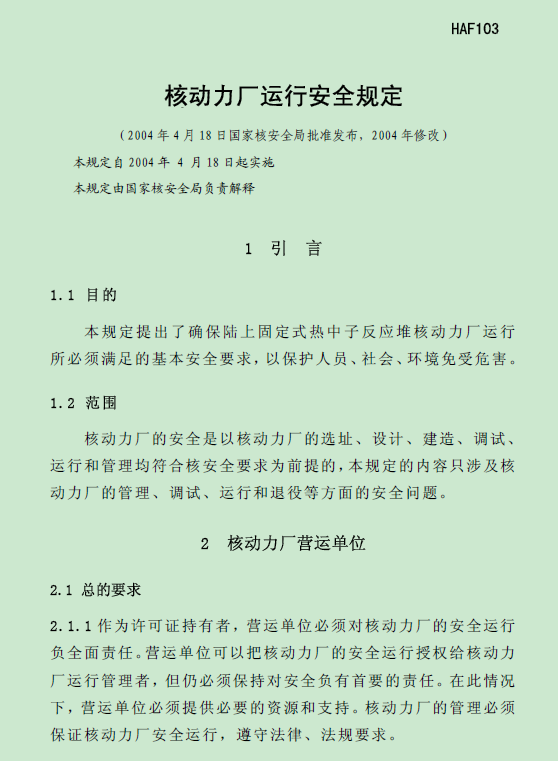 HAF103
核动力厂运行安全规定
（2004 年 4 月 18 日国家核安全局批准发布，2004 年修改）
本规定自 2004 年 4 月 18 日起实施
本规定由国家核安全局负责解释
1 引 言
1.1 目的
本规定提出了确保陆上固定式热中子反应堆核动力厂运行
所必须满足的基本安全要求，以保护人员、社会、环境免受危害。
1.2 范围
核动力厂的安全是以核动力厂的选址、设计、建造、调试、
运行和管理均符合核安全要求为前提的，本规定的内容只涉及核
动力厂的管理、调试、运行和退役等方面的安全问题。
2 核动力厂营运单位
2.1 总的要求
2.1.1 作为许可证持有者，营运单位必须对核动力厂的安全运行
负全面责任。营运单位可以把核动力厂的安全运行授权给核动力
厂运行管理者，但仍必须保持对安全负有首要的责任。在此情况
下，营运单位必须提供必要的资源和支持。核动力厂的管理必须
保证核动力厂安全运行，遵守法律、法规要求。